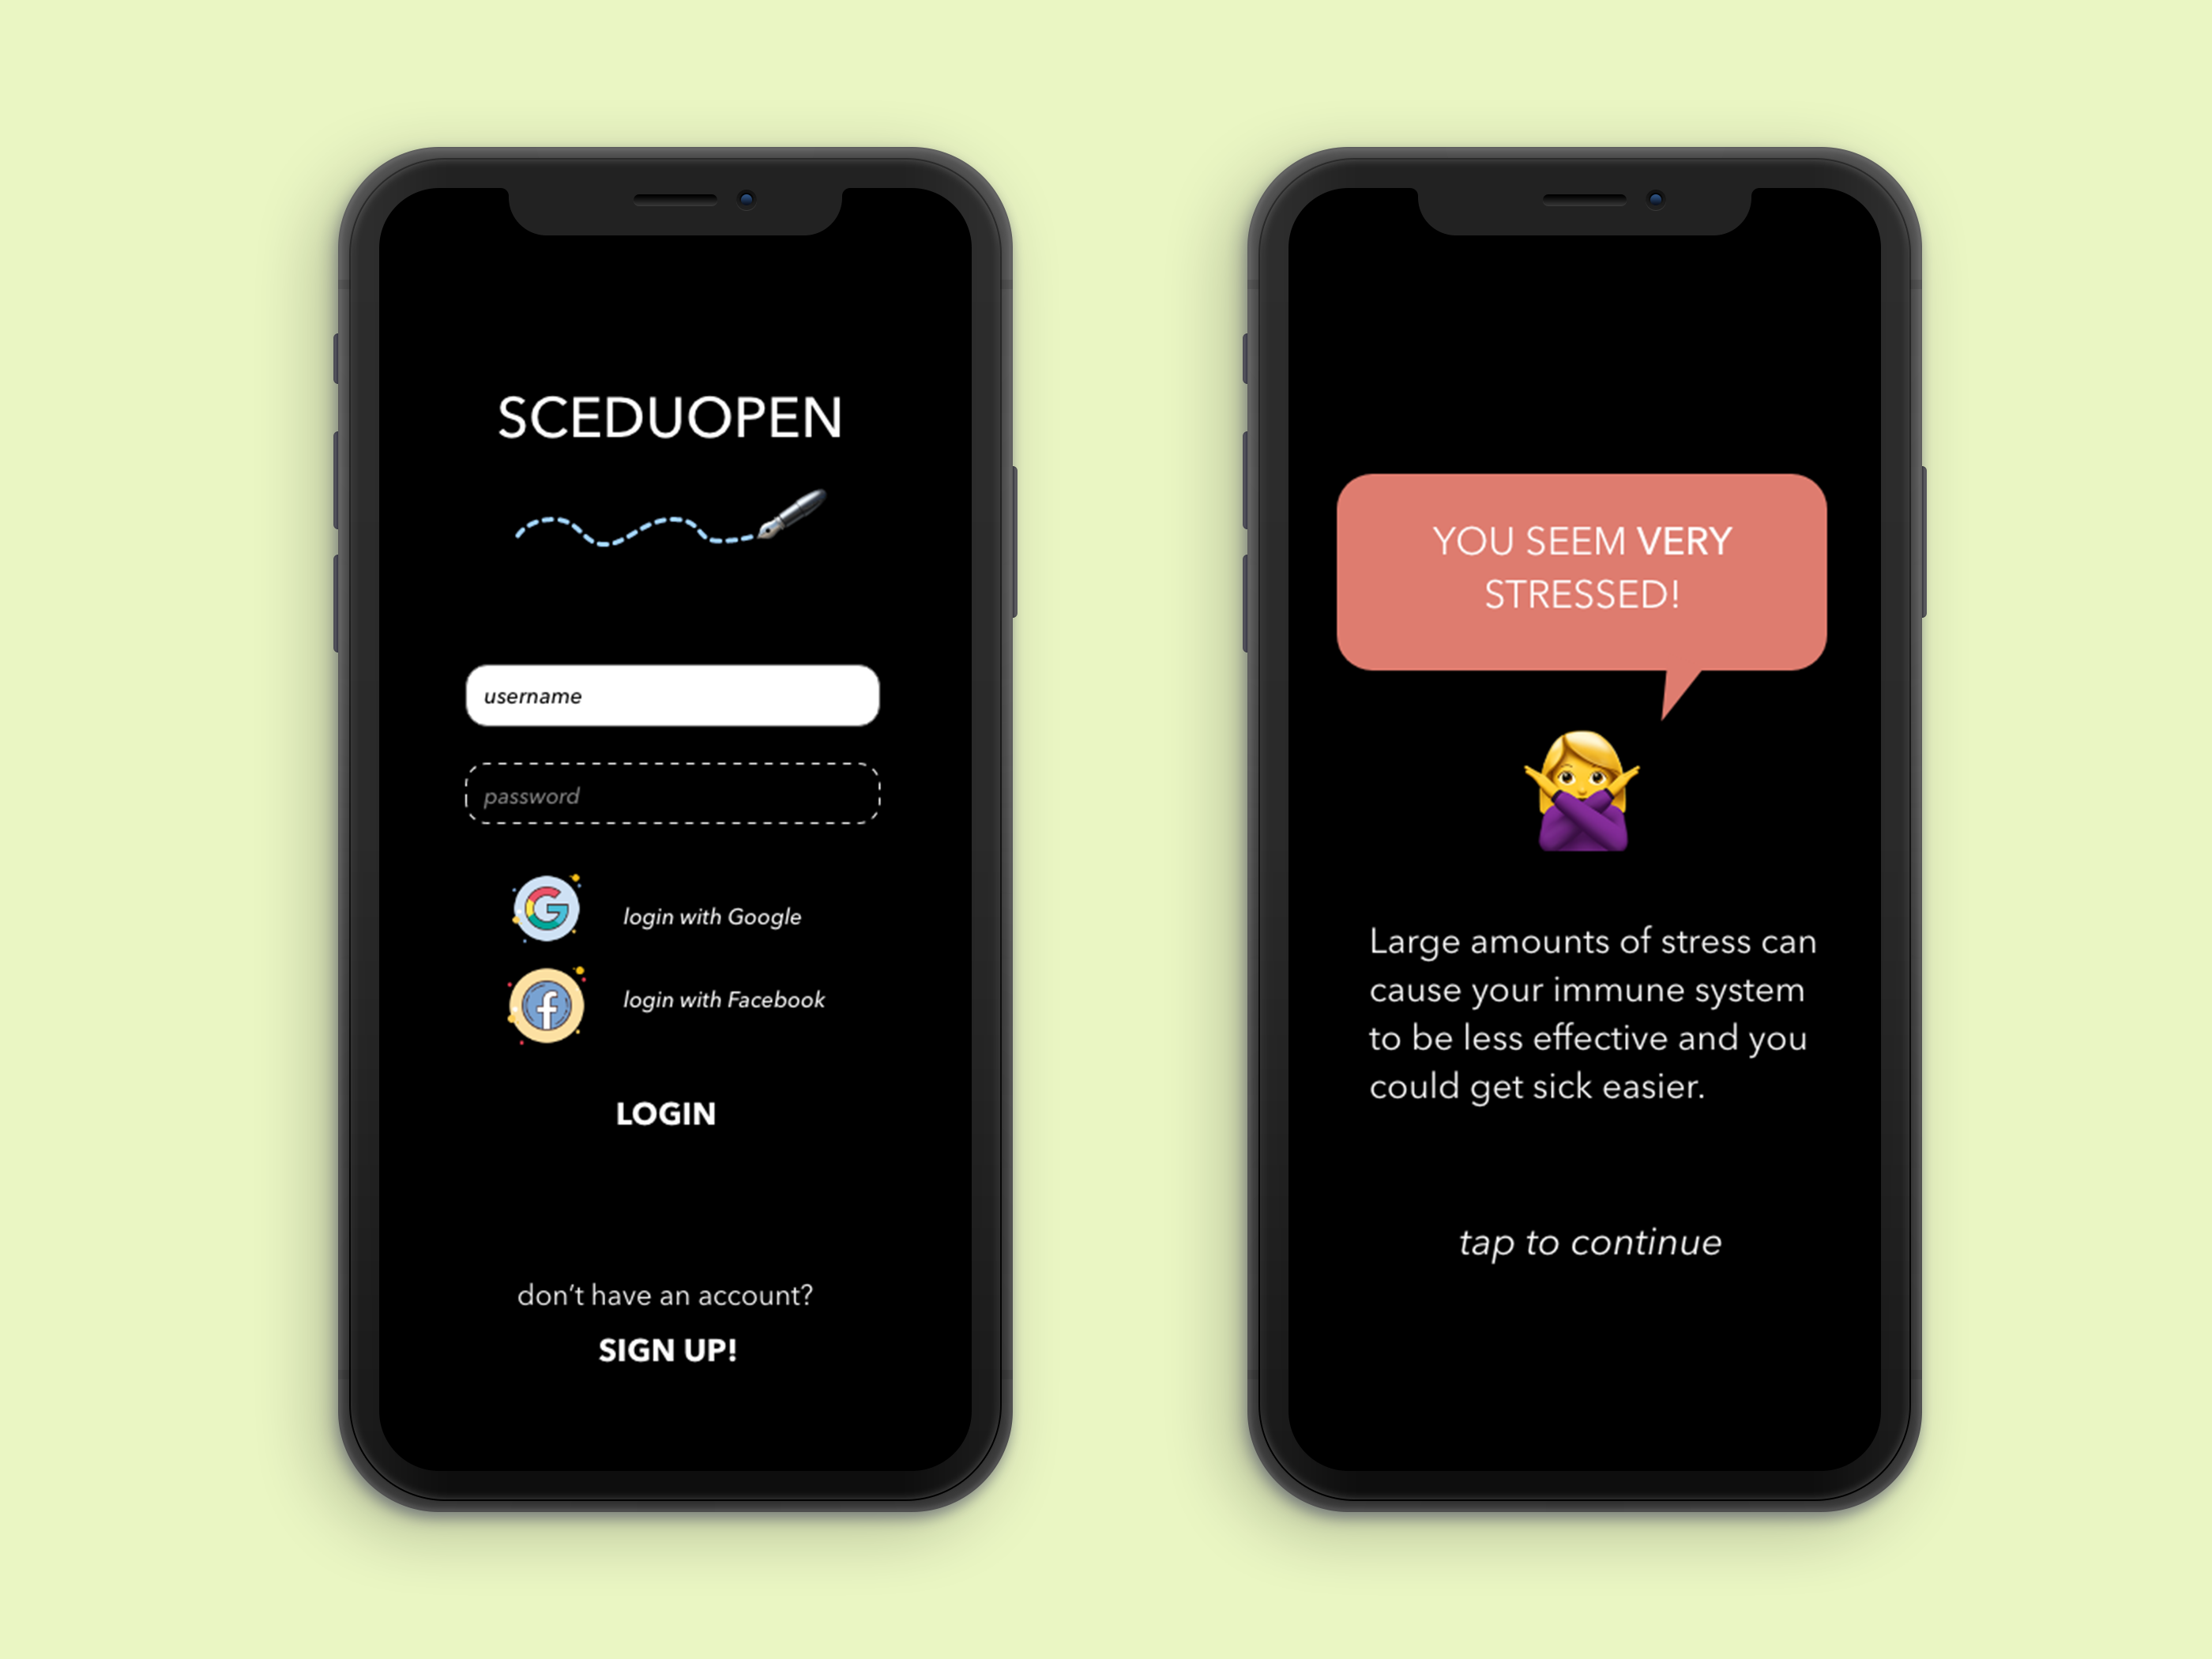 SCEDUOPEN
username
password
login with Google
login with Facebook
LOGIN
don't have an account?
SIGN UP!
YOU SEEM VERY
STRESSED!
Large amounts of stress can
cause your immune system
to be less effective and you
could get sick easier.
tap to continue